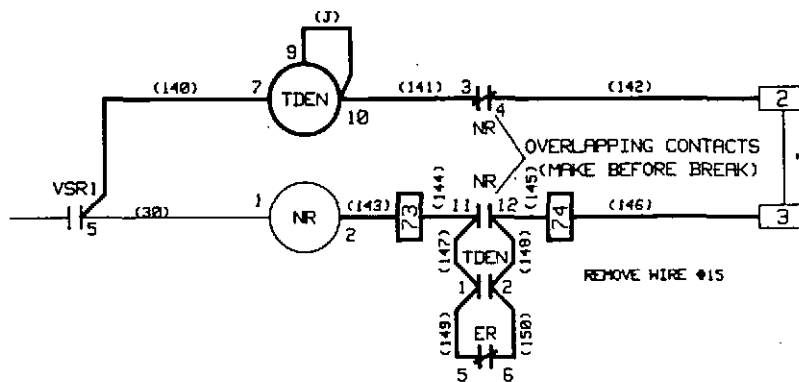 (J)
9
(140)
7
TDEN
10
(141)
3
4
(142)
2
NR
OVERLAPPING CONTACTS
(MAKE BEFORE BREAK)
NR
VSR1
5
(30)
1
NR
2
(143)
73
(144)
11
12
(145)
74
(146)
3
(147)
TDEN
(148)
1
2
REMOVE WIRE #15
(149)
ER
(150)
5
6